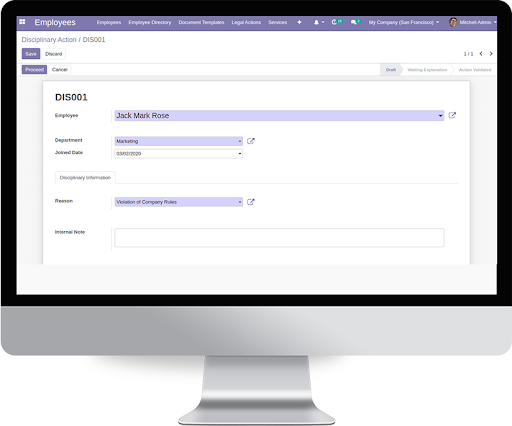 Employees Employees Employee Directory Document Templates Legal Actions Services + My Company (San Francisco) Mitchell Admin
Disciplinary Action / DIS001
Save Discard 1 / 1
Proceed Cancel Draft Waiting Explanation Action Validated
DIS001
Employee Jack Mark Rose
Department Marketing
Joined Date 03/02/2020
Disciplinary Information
Reason Violation of Company Rules
Internal Note